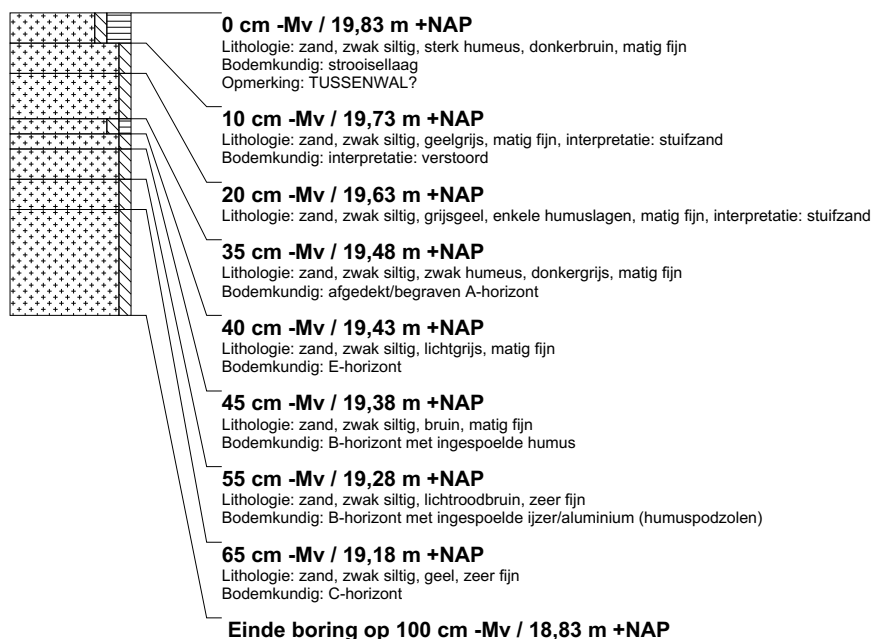 0 cm -Mv / 19,83 m +NAP
Lithologie: zand, zwak siltig, sterk humeus, donkerbruin, matig fijn
Bodemkundig: strooisellaag
Opmerking: TUSSENWAL?
10 cm -Mv / 19,73 m +NAP
Lithologie: zand, zwak siltig, geelgrijs, matig fijn, interpretatie: stuifzand
Bodemkundig: interpretatie: verstoord
20 cm -Mv / 19,63 m +NAP
Lithologie: zand, zwak siltig, grijsgeel, enkele humuslagen, matig fijn, interpretatie: stuifzand
35 cm -Mv / 19,48 m +NAP
Lithologie: zand, zwak siltig, zwak humeus, donkergrijs, matig fijn
Bodemkundig: afgedekt/begraven A-horizont
40 cm -Mv / 19,43 m +NAP
Lithologie: zand, zwak siltig, lichtgrijs, matig fijn
Bodemkundig: E-horizont
45 cm -Mv / 19,38 m +NAP
Lithologie: zand, zwak siltig, bruin, matig fijn
Bodemkundig: B-horizont met ingespoelde humus
55 cm -Mv / 19,28 m +NAP
Lithologie: zand, zwak siltig, lichtroodbruin, zeer fijn
Bodemkundig: B-horizont met ingespoelde ijzer/aluminium (humuspodzolen)
65 cm -Mv / 19,18 m +NAP
Lithologie: zand, zwak siltig, geel, zeer fijn
Bodemkundig: C-horizont
Einde boring op 100 cm -Mv / 18,83 m +NAP